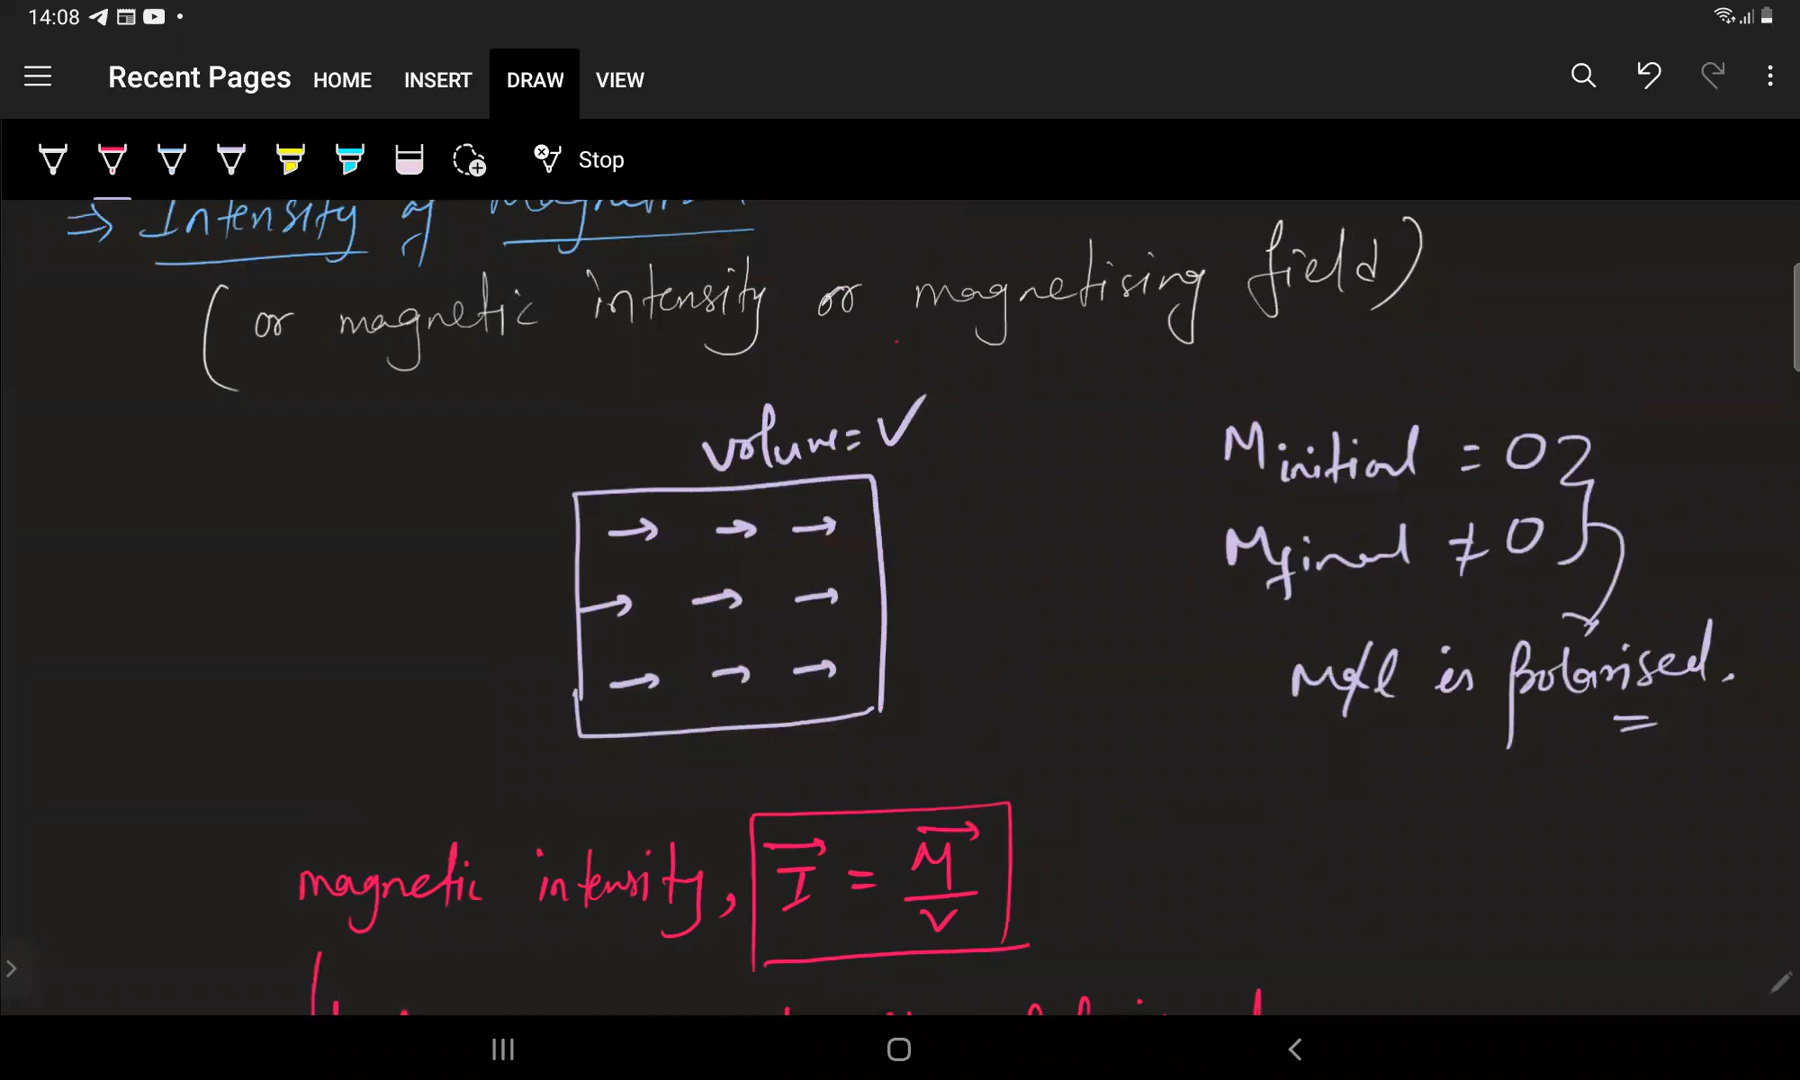 14:08
Recent Pages HOME INSERT DRAW VIEW
Stop
⇒ Intensity of
(or magnetic intensity or magnetising field)
volume = V
M initial = 0
M final ≠ 0
Mtl is polarised.
magnetic intensity, I = M/V